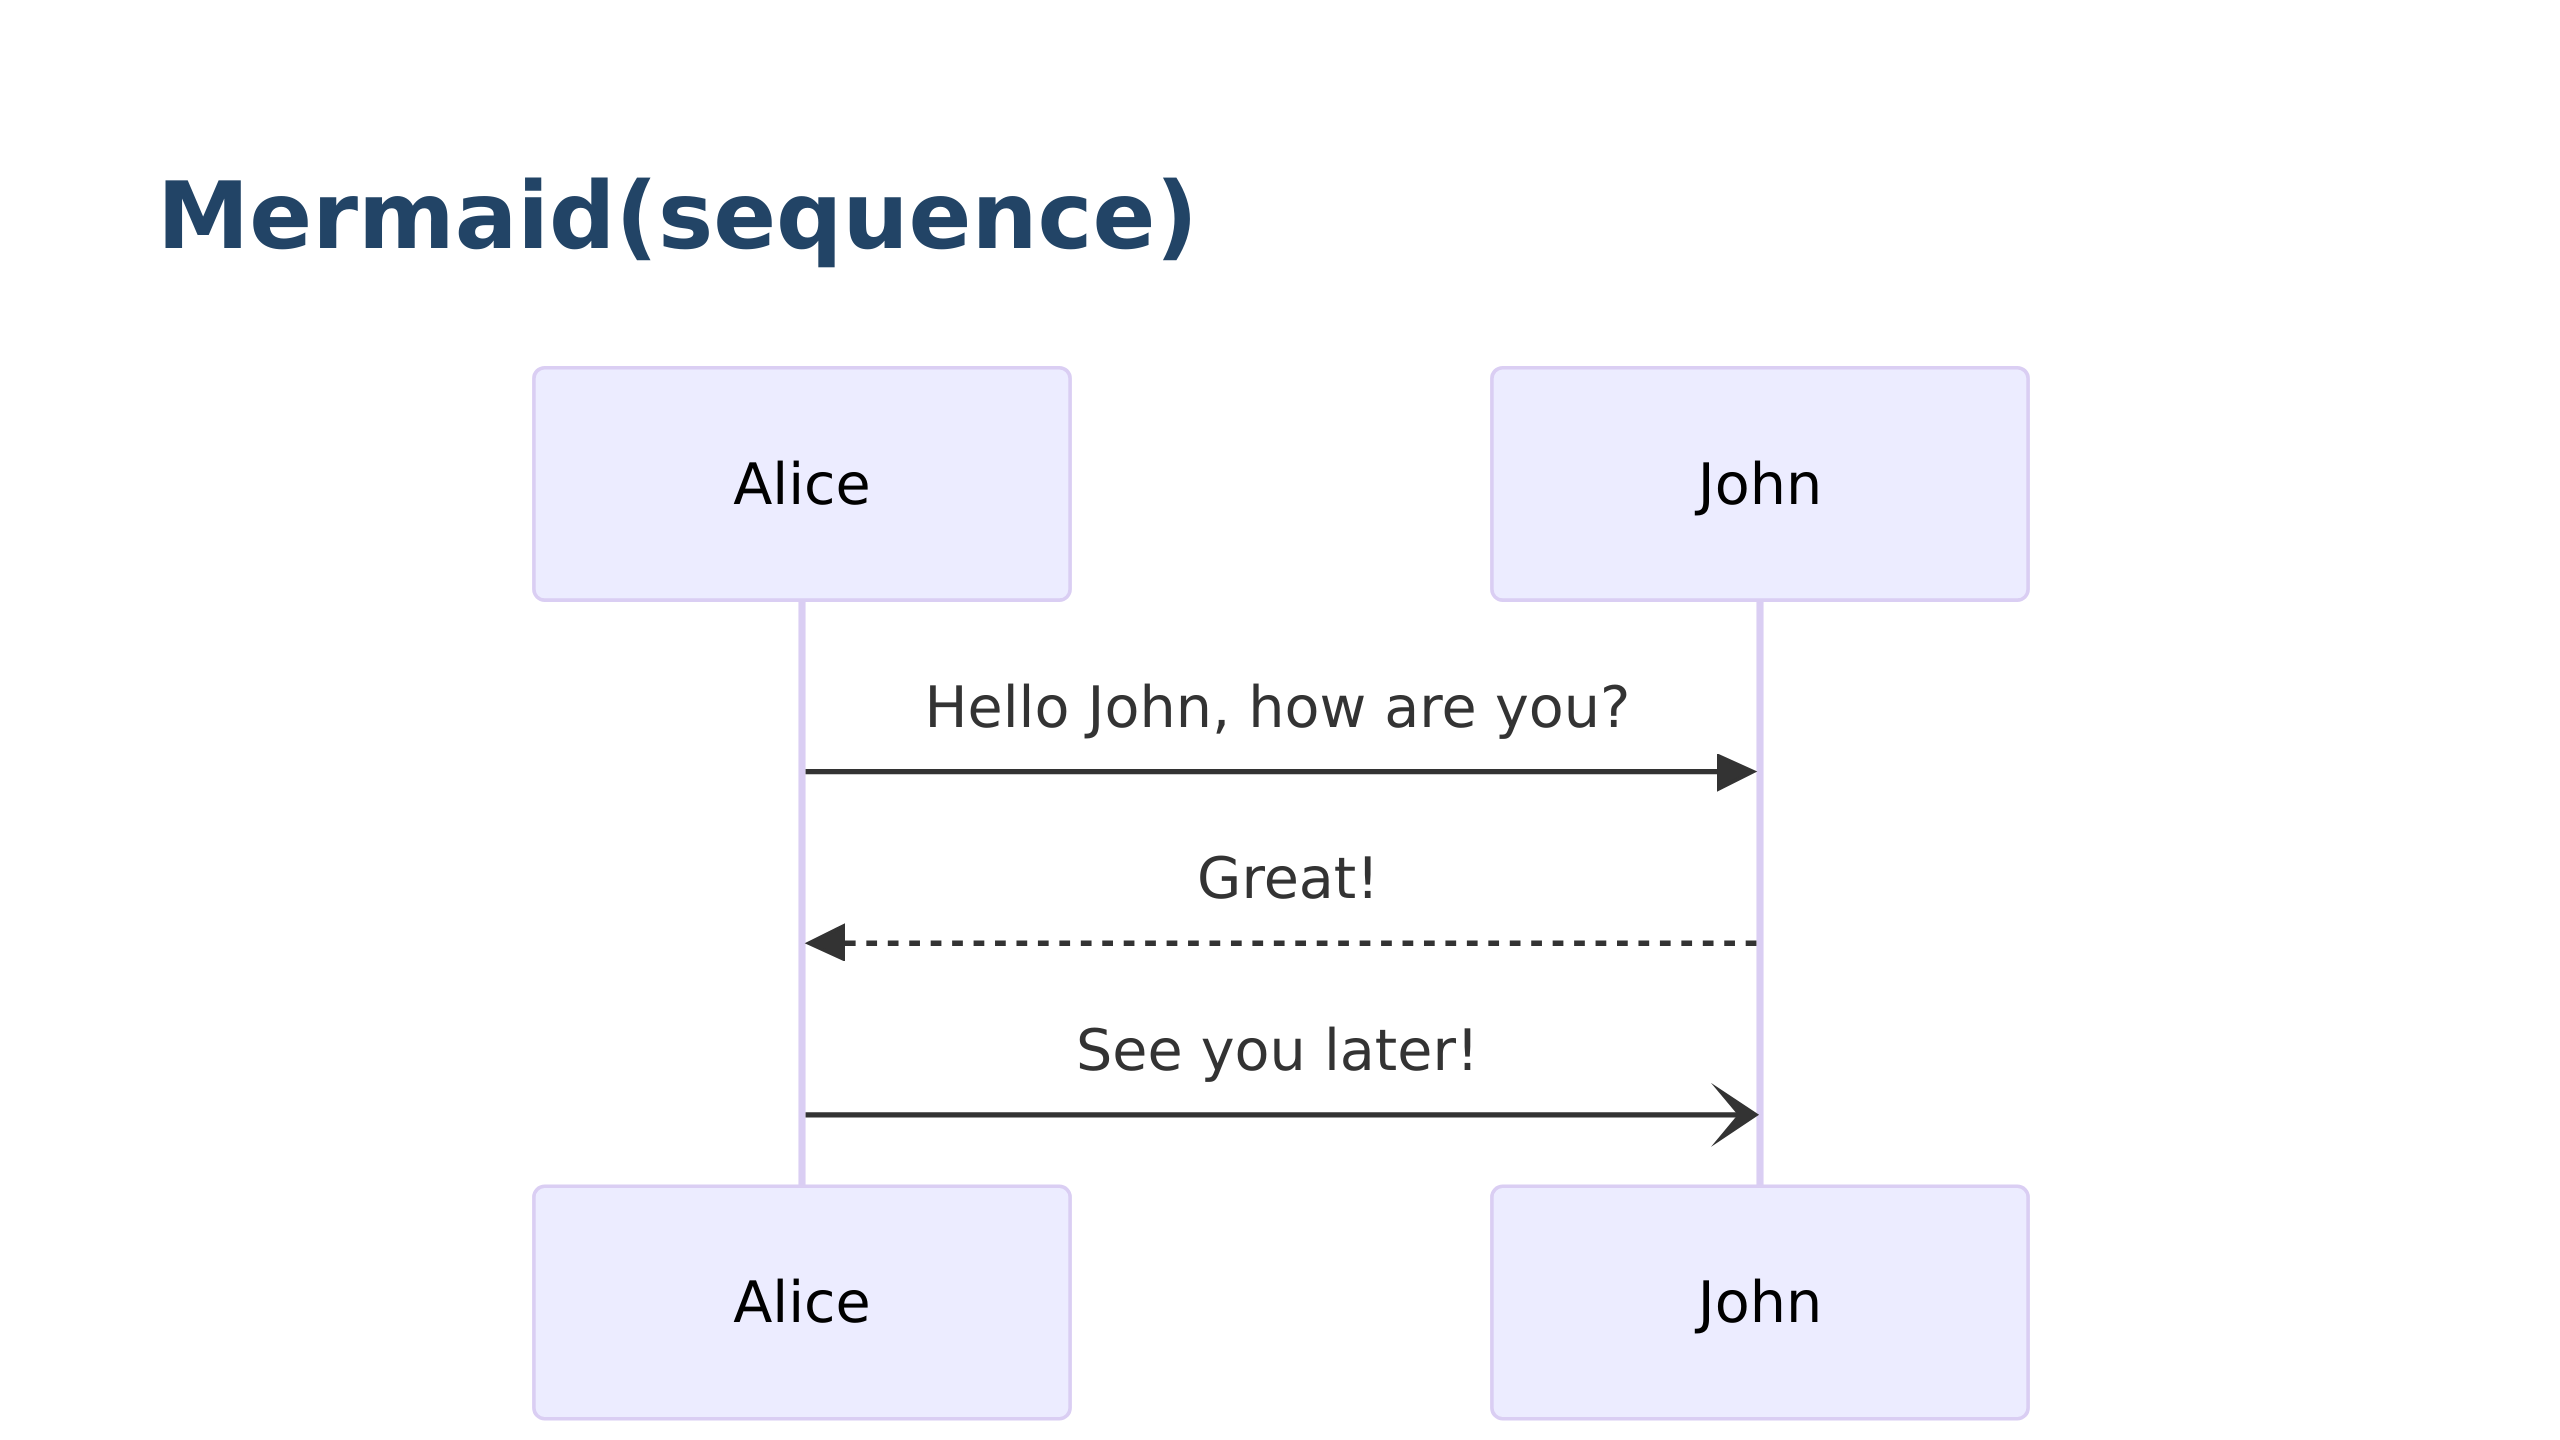 Mermaid(sequence)
Alice
John
Hello John, how are you?
Great!
See you later!
Alice
John